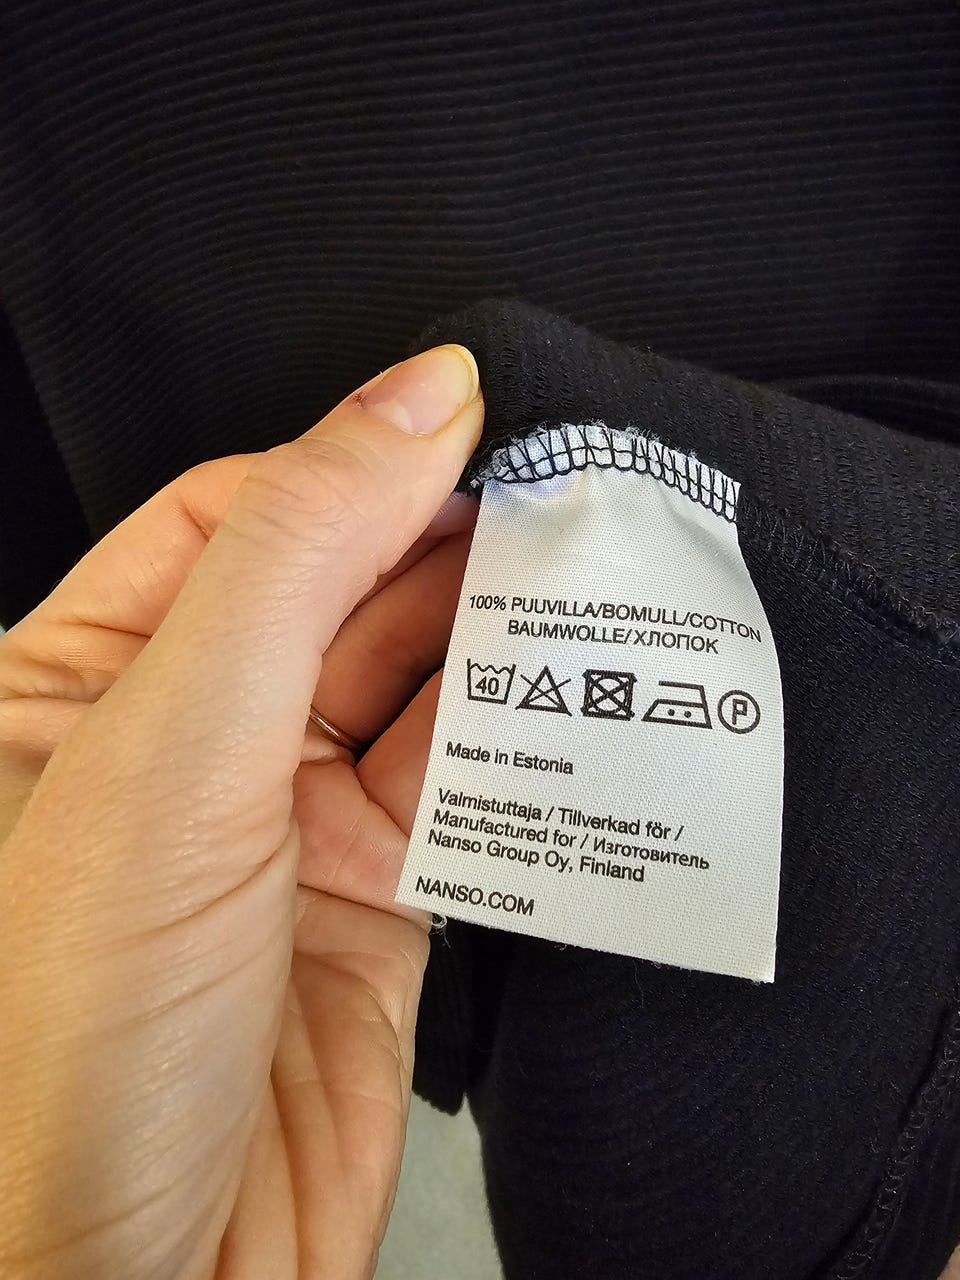 100% PUUVILLA/BOMULL/COTTON
BAUMWOLLE/ХЛОПОК
40 P
Made in Estonia
Valmistuttaja / Tillverkad för /
Manufactured for / Изготовитель
Nanso Group Oy, Finland
NANSO.COM